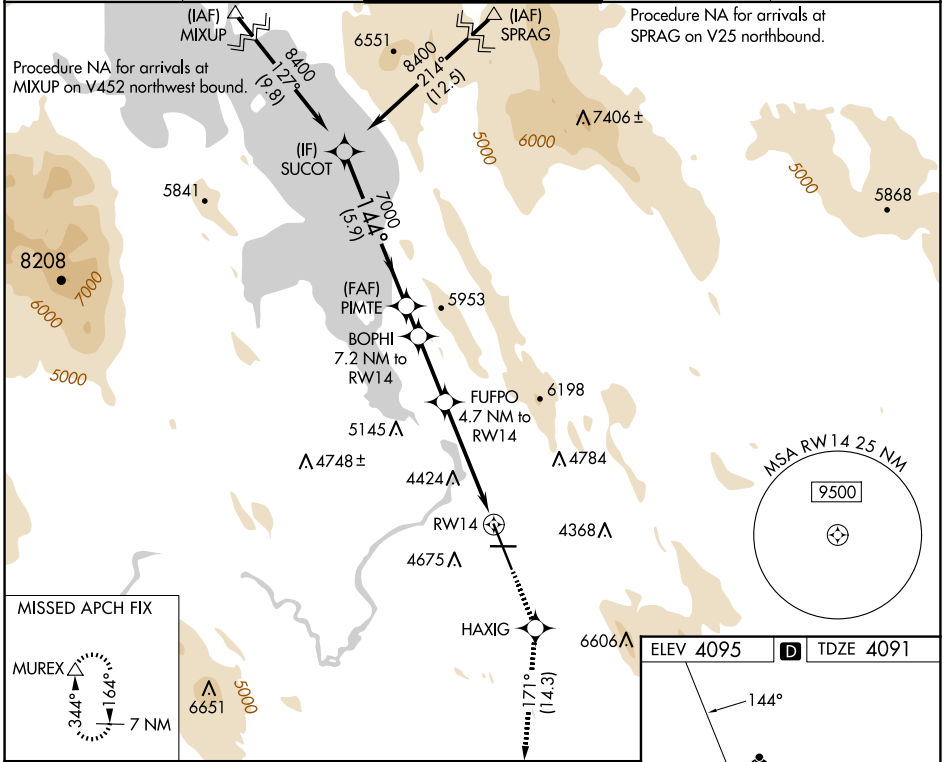 (IAF)
MIXUP
(IAF)
SPRAG
Procedure NA for arrivals at
SPRAG on V25 northbound.
Procedure NA for arrivals at
MIXUP on V452 northwest bound.
8400
127°
(9.8)
6551
8400
214°
(12.5)
7406±
5000
6000
5000
5868
(IF)
SUCOT
5841
7000
144°
(5.9)
8208
7000
6000
5000
(FAF)
PIMTE
5953
BOPHI
7.2 NM to
RW14
FUFPO
4.7 NM to
RW14
6198
5145
4748±
4424
4784
MSA RW14 25 NM
9500
RW14
4368
4675
HAXIG
6606
171°
(14.3)
MISSED APCH FIX
MUREX
344°
164°
7 NM
6651
5000
ELEV 4095
D
TDZE 4091
144°